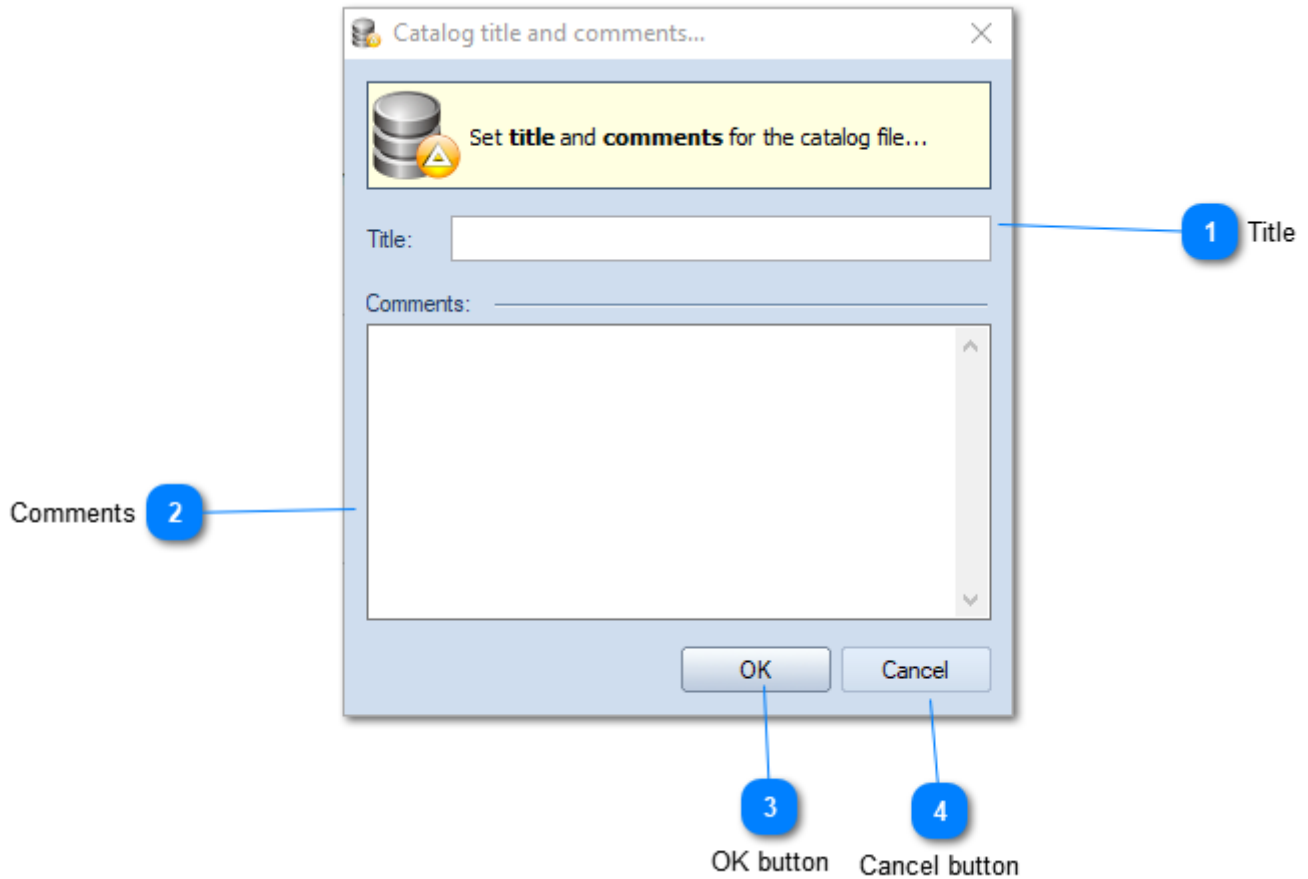 Catalog title and comments...
Set title and comments for the catalog file...
Title:
1 Title
Comments:
Comments 2
OK Cancel
3 4
OK button Cancel button